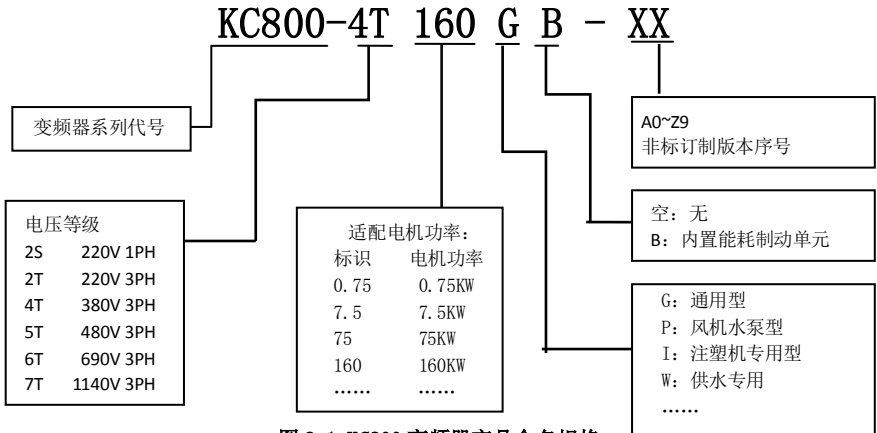 KC800-4T 160 G B - XX
变频器系列代号
电压等级
2S 220V 1PH
2T 220V 3PH
4T 380V 3PH
5T 480V 3PH
6T 690V 3PH
7T 1140V 3PH
适配电机功率：
标识 电机功率
0.75 0.75KW
7.5 7.5KW
75 75KW
160 160KW
…… ……
A0~Z9
非标订制版本序号
空：无
B：内置能耗制动单元
G：通用型
P：风机水泵型
I：注塑机专用型
W：供水专用
……